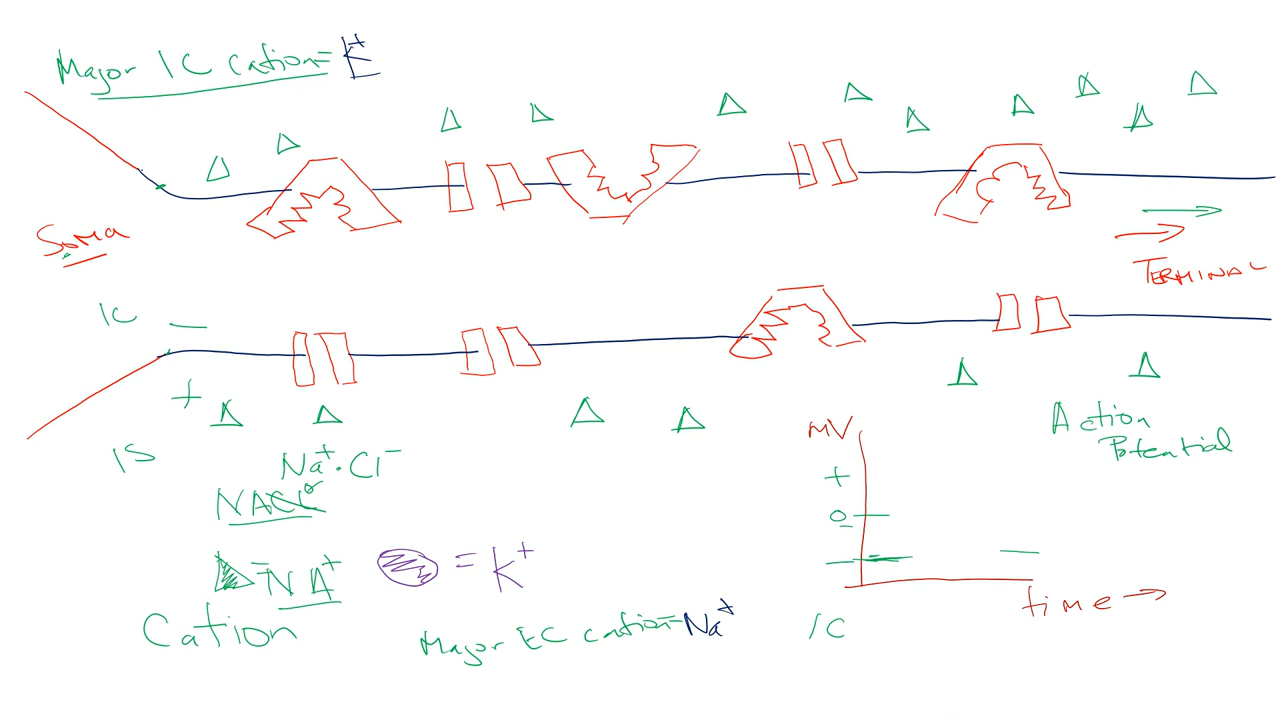 Major IC cation = K+
Soma
TERMINAL
IC
−
+
IS
Na+ · Cl−
NACl or
= NA+
= K+
Cation
Major EC cation = Na+
MV
+
0
−
time →
IC
Action
Potential